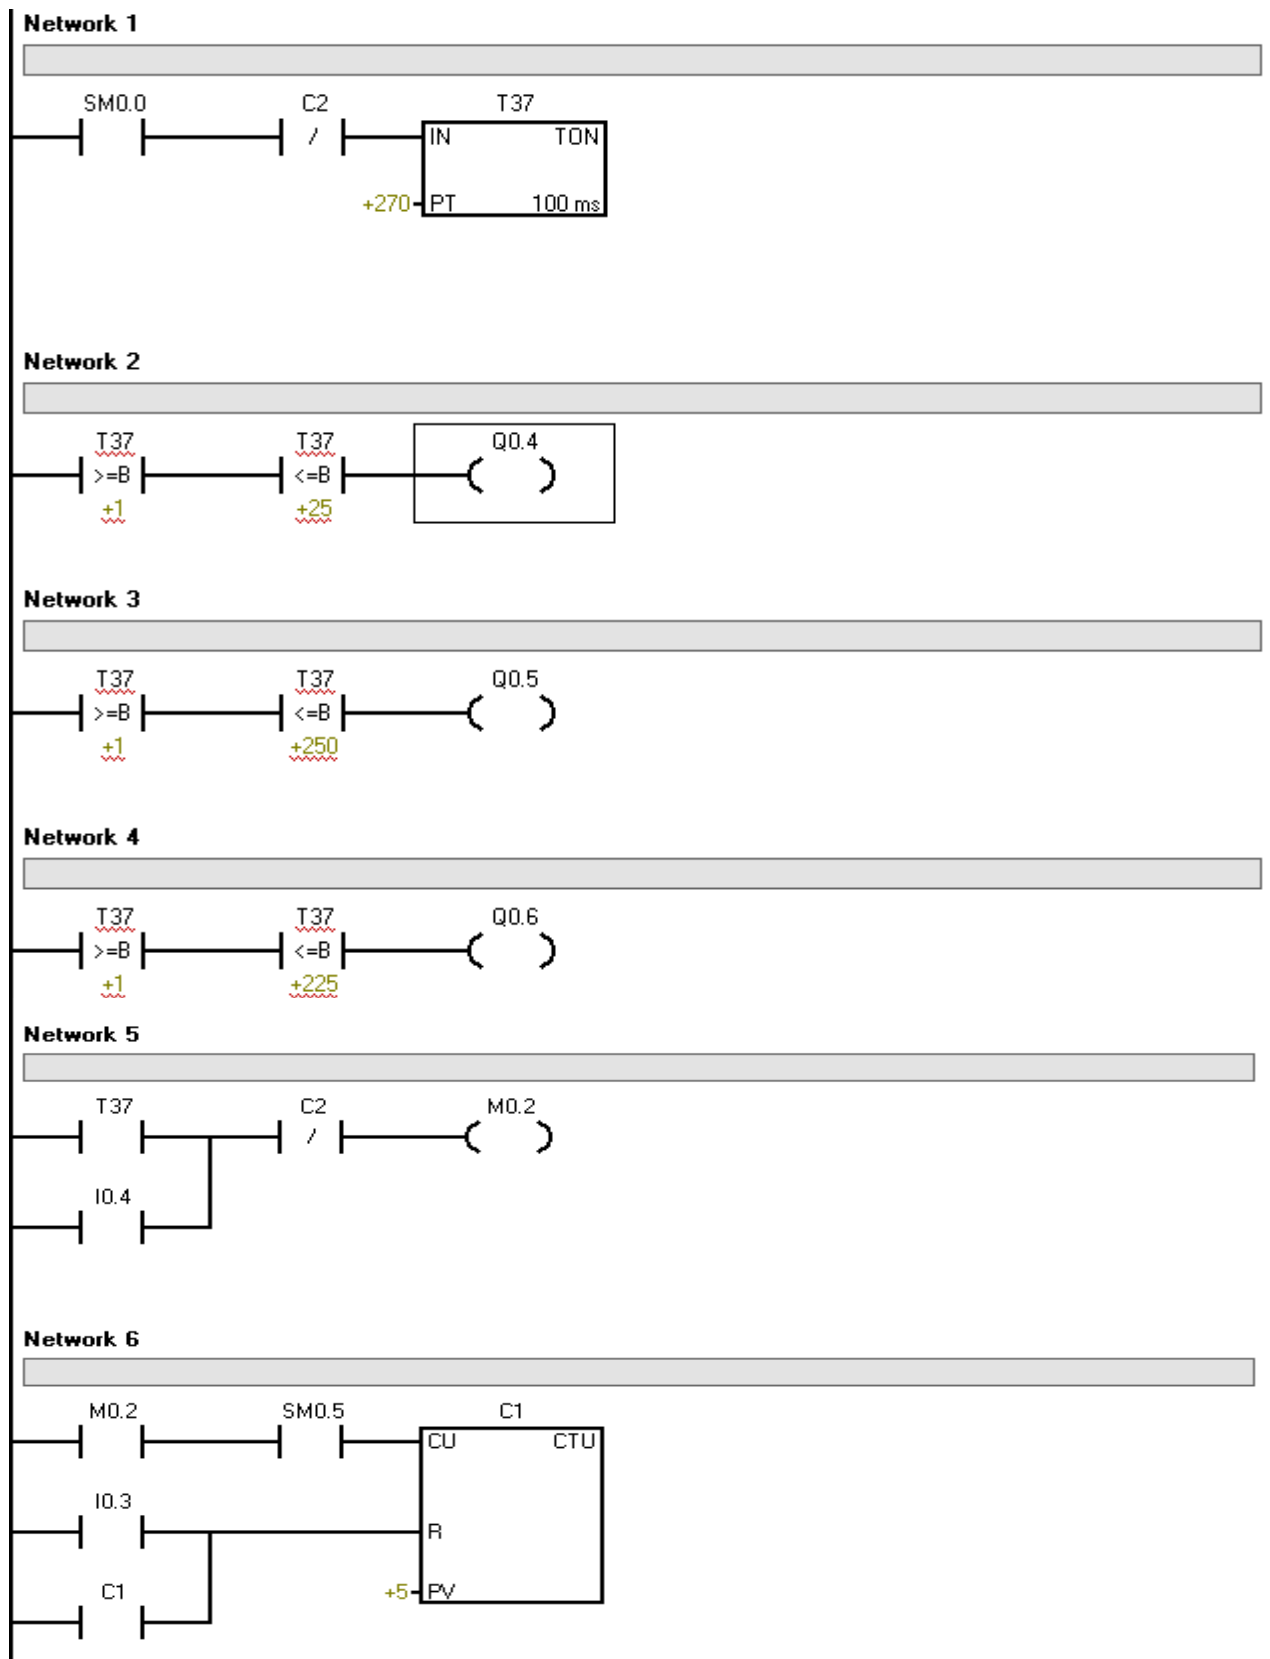 Network 1
SM0.0 C2 T37
/ IN TON
+270 PT 100 ms
Network 2
T37 T37 Q0.4
>=B <=B
+1 +25
Network 3
T37 T37 Q0.5
>=B <=B
+1 +250
Network 4
T37 T37 Q0.6
>=B <=B
+1 +225
Network 5
T37 C2 M0.2
/
I0.4
Network 6
M0.2 SM0.5 C1
CU CTU
I0.3
R
C1 +5 PV